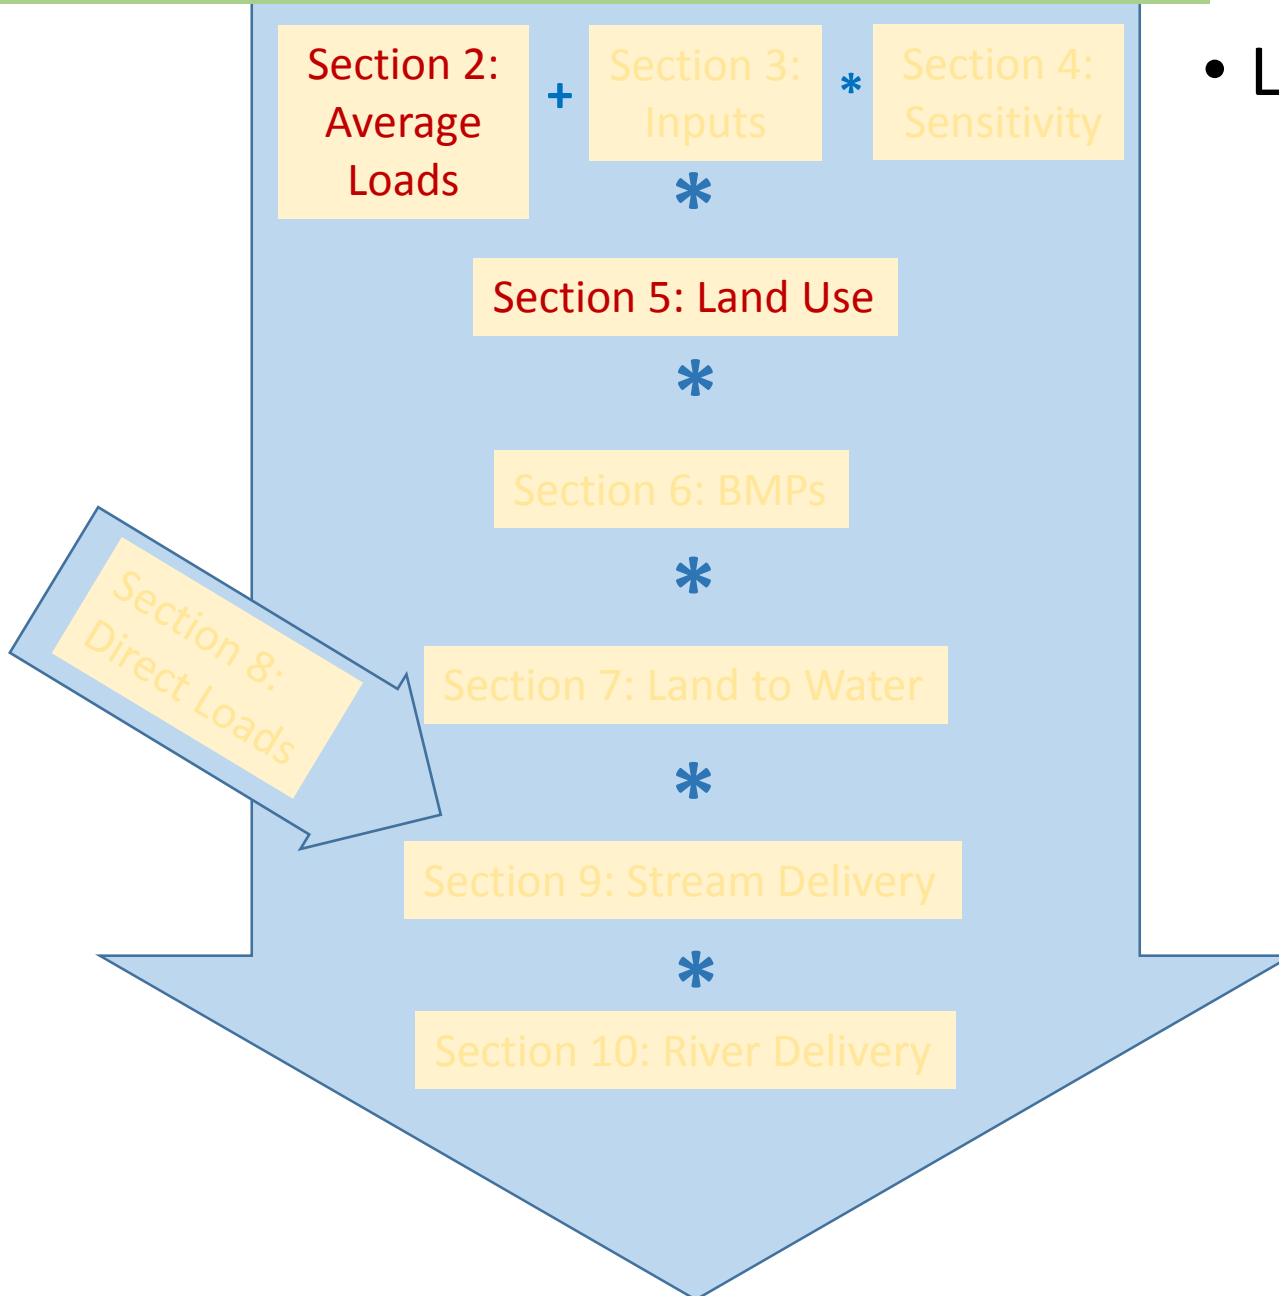 Section 2:
Average
Loads
+
Section 3:
Inputs
*
Section 4:
Sensitivity
*
Section 5: Land Use
*
Section 6: BMPs
*
Section 8:
Direct Loads
Section 7: Land to Water
*
Section 9: Stream Delivery
*
Section 10: River Delivery
• L